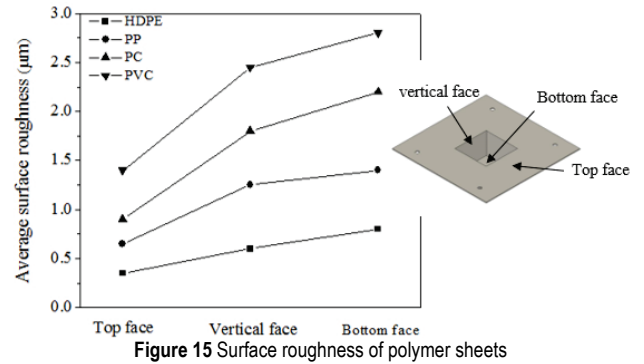 Average surface roughness (µm)
3.0
2.5
2.0
1.5
1.0
0.5
0.0
HDPE
PP
PC
PVC
Top face
Vertical face
Bottom face
vertical face
Bottom face
Top face
Figure 15 Surface roughness of polymer sheets